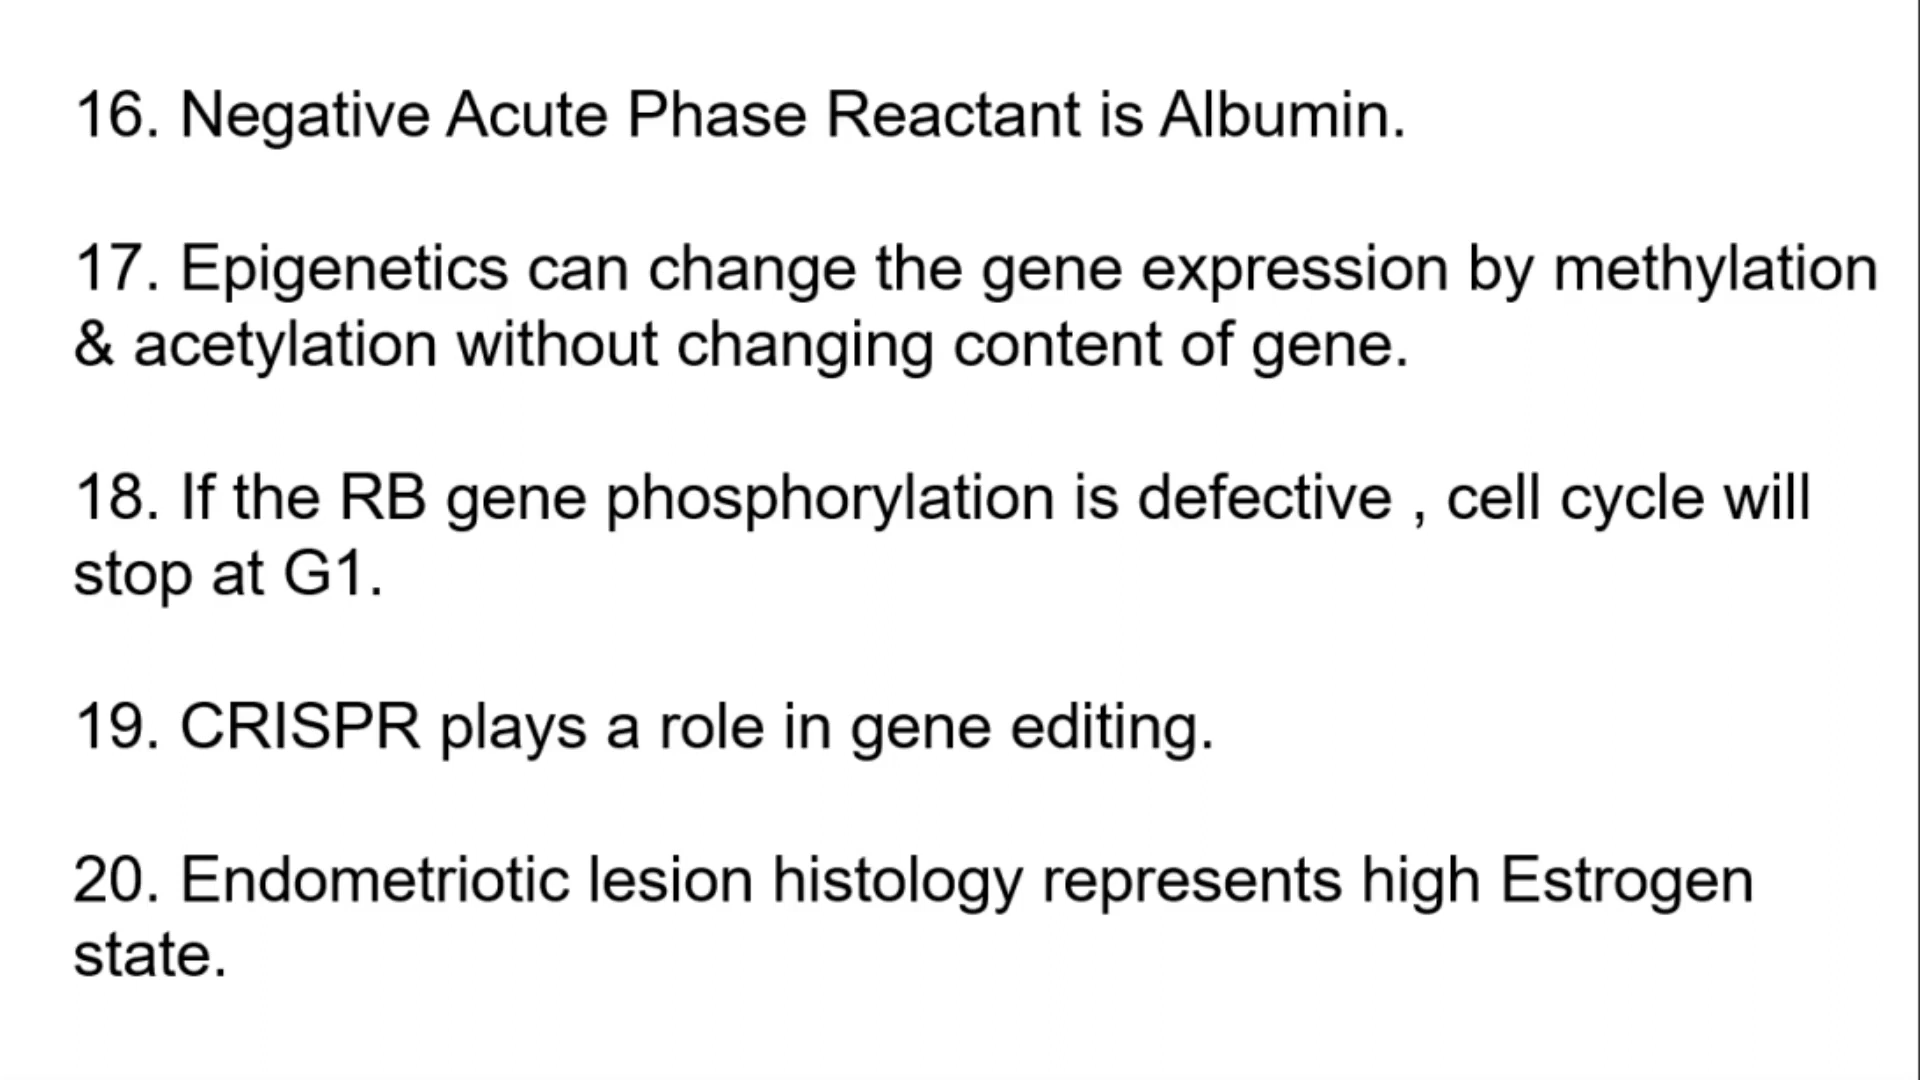 16. Negative Acute Phase Reactant is Albumin.
17. Epigenetics can change the gene expression by methylation
& acetylation without changing content of gene.
18. If the RB gene phosphorylation is defective , cell cycle will
stop at G1.
19. CRISPR plays a role in gene editing.
20. Endometriotic lesion histology represents high Estrogen
state.